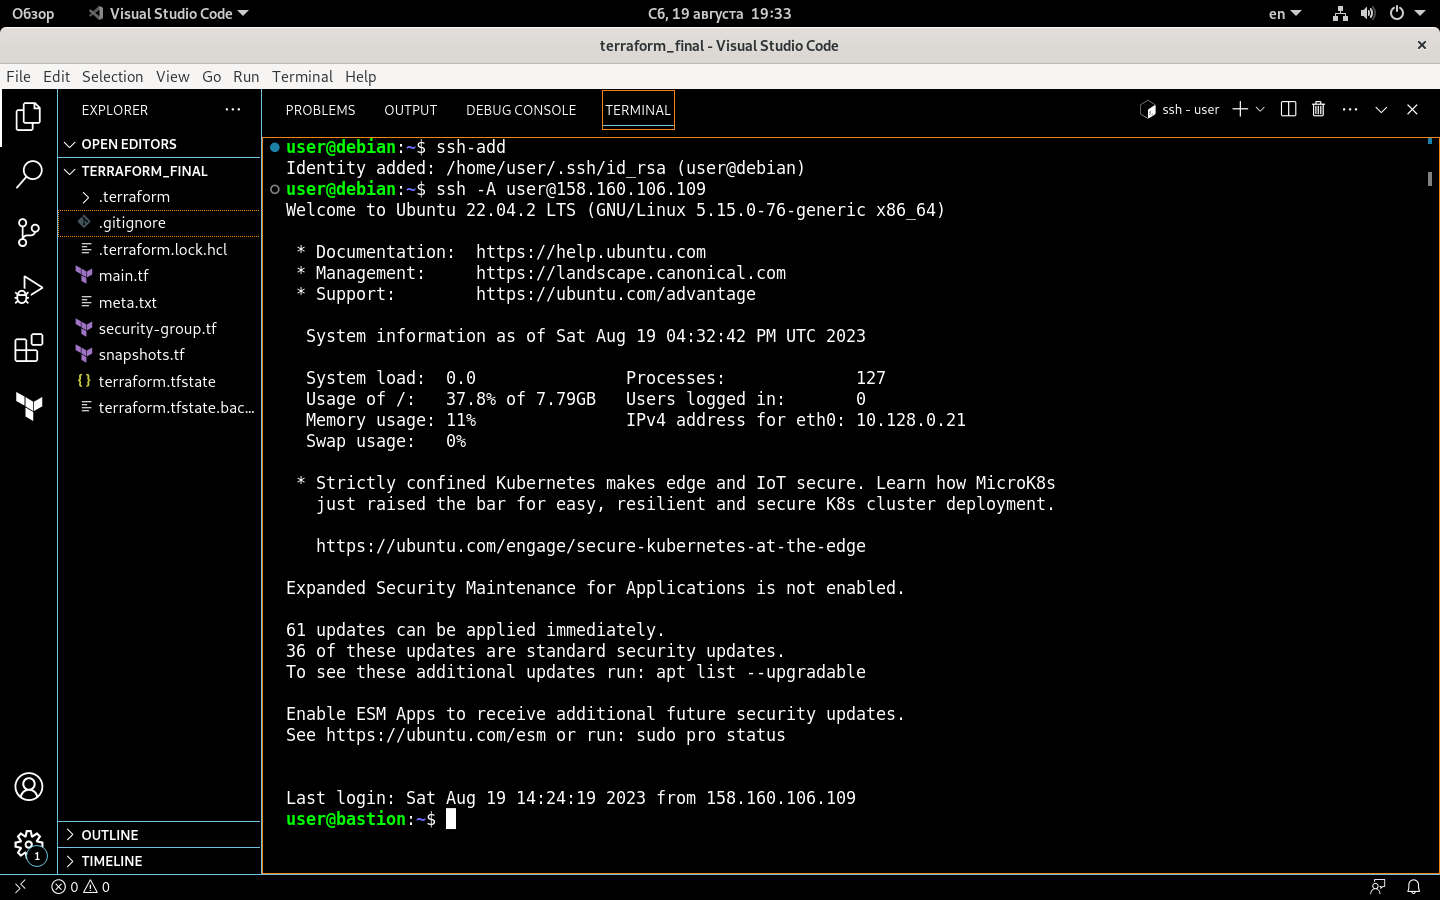 Обзор
Visual Studio Code
Сб, 19 августа 19:33
en
terraform_final - Visual Studio Code
File Edit Selection View Go Run Terminal Help
EXPLORER
OPEN EDITORS
TERRAFORM_FINAL
.terraform
.gitignore
.terraform.lock.hcl
main.tf
meta.txt
security-group.tf
snapshots.tf
terraform.tfstate
terraform.tfstate.bac...
OUTLINE
TIMELINE
1
PROBLEMS OUTPUT DEBUG CONSOLE TERMINAL
ssh - user
user@debian:~$ ssh-add
Identity added: /home/user/.ssh/id_rsa (user@debian)
user@debian:~$ ssh -A user@158.160.106.109
Welcome to Ubuntu 22.04.2 LTS (GNU/Linux 5.15.0-76-generic x86_64)
* Documentation: https://help.ubuntu.com
* Management: https://landscape.canonical.com
* Support: https://ubuntu.com/advantage
System information as of Sat Aug 19 04:32:42 PM UTC 2023
System load: 0.0 Processes: 127
Usage of /: 37.8% of 7.79GB Users logged in: 0
Memory usage: 11% IPv4 address for eth0: 10.128.0.21
Swap usage: 0%
* Strictly confined Kubernetes makes edge and IoT secure. Learn how MicroK8s
just raised the bar for easy, resilient and secure K8s cluster deployment.
https://ubuntu.com/engage/secure-kubernetes-at-the-edge
Expanded Security Maintenance for Applications is not enabled.
61 updates can be applied immediately.
36 of these updates are standard security updates.
To see these additional updates run: apt list --upgradable
Enable ESM Apps to receive additional future security updates.
See https://ubuntu.com/esm or run: sudo pro status
Last login: Sat Aug 19 14:24:19 2023 from 158.160.106.109
user@bastion:~$
0 0